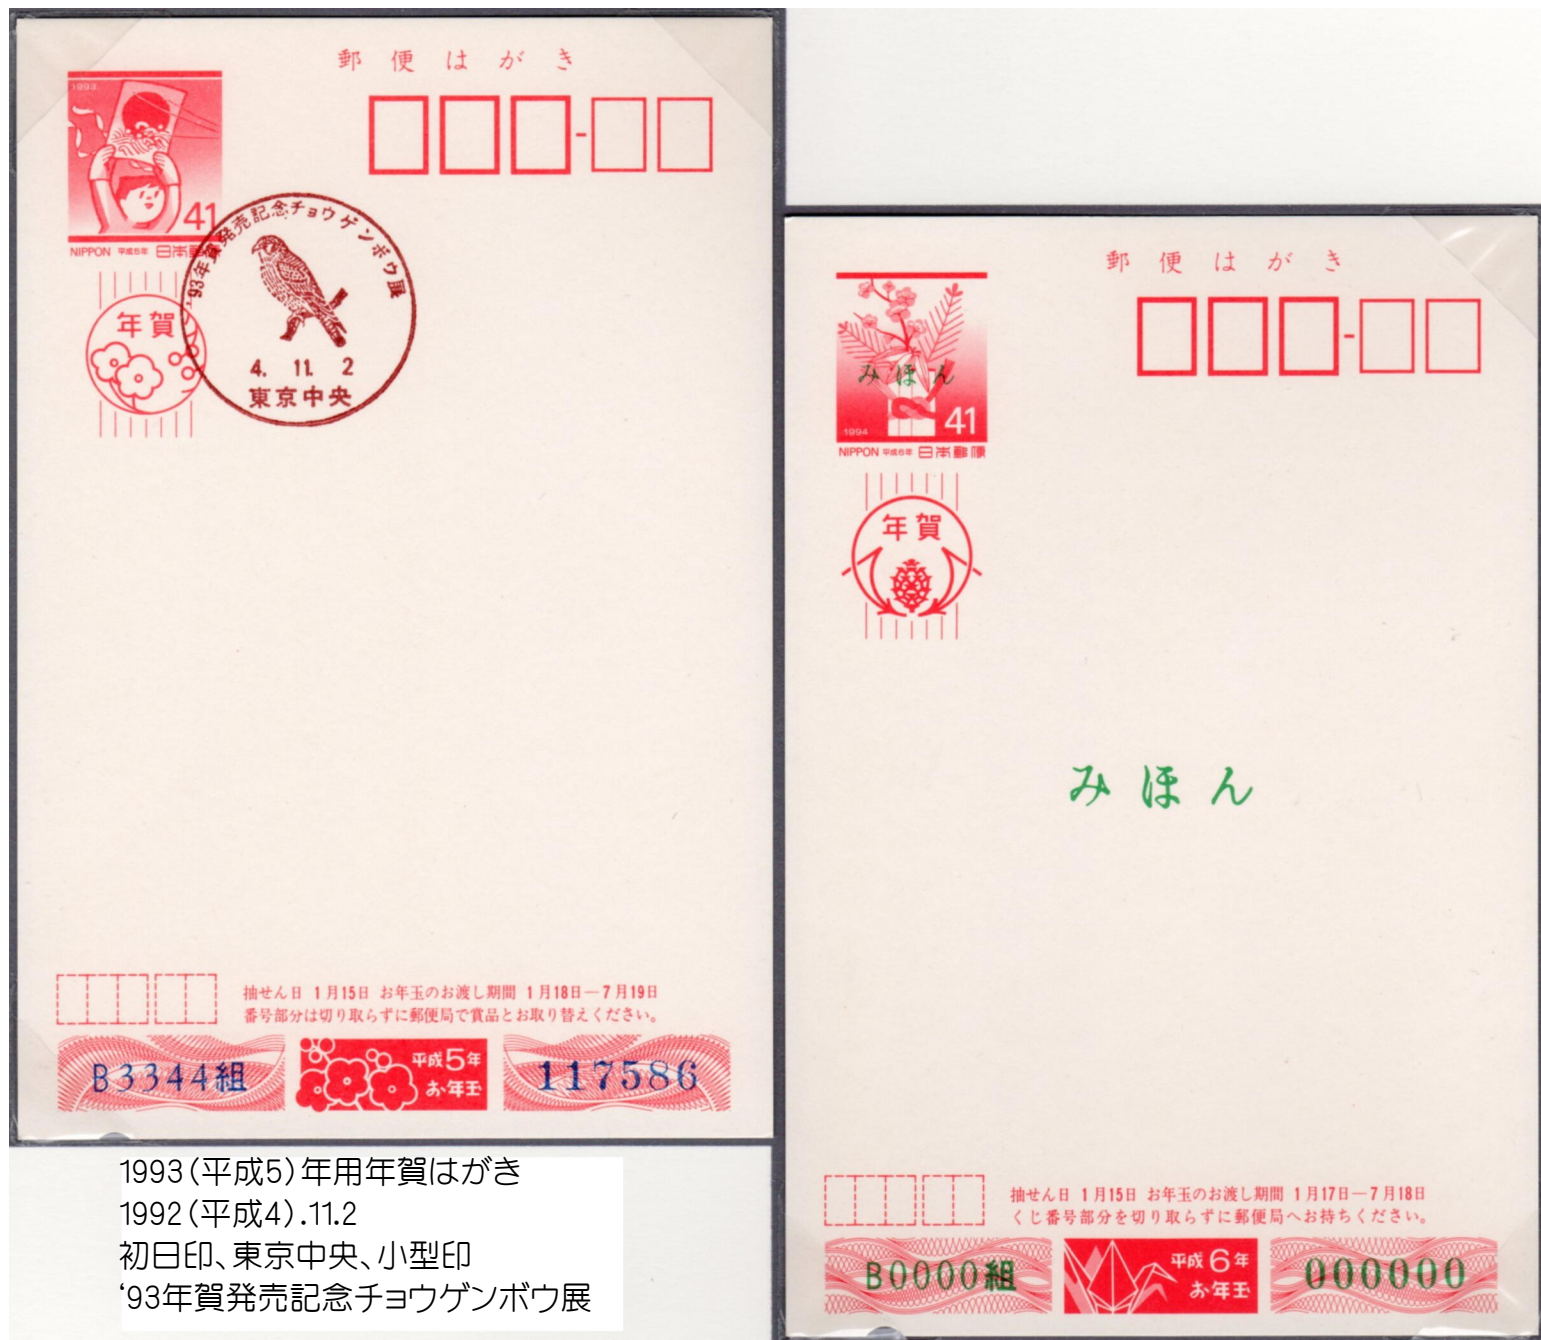 郵便はがき
1993
41
NIPPON 平成5年 日本郵便
'93年賀発売記念チョウゲンボウ展
4. 11. 2
東京中央
年賀
抽せん日 1月15日 お年玉のお渡し期間 1月18日―7月19日
番号部分は切り取らずに郵便局で賞品とお取り替えください。
B3344組
平成5年
お年玉
117586
1993(平成5)年用年賀はがき
1992(平成4).11.2
初日印、東京中央、小型印
‘93年賀発売記念チョウゲンボウ展
郵便はがき
みほん
1994
41
NIPPON 平成6年 日本郵便
年賀
みほん
抽せん日 1月15日 お年玉のお渡し期間 1月17日―7月18日
くじ番号部分を切り取らずに郵便局へお持ちください。
B0000組
平成6年
お年玉
000000